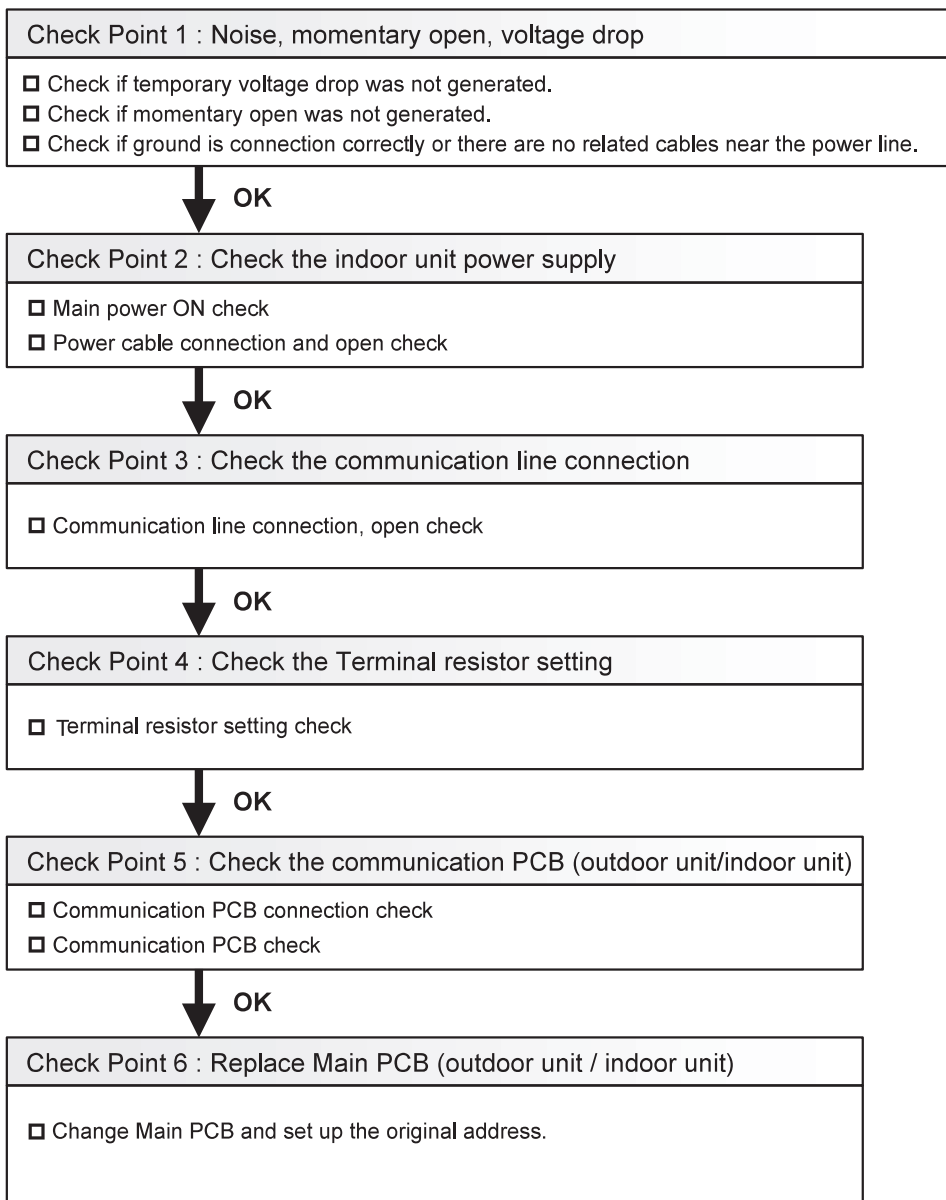 Check Point 1 : Noise, momentary open, voltage drop
Check if temporary voltage drop was not generated.
Check if momentary open was not generated.
Check if ground is connection correctly or there are no related cables near the power line.
OK
Check Point 2 : Check the indoor unit power supply
Main power ON check
Power cable connection and open check
OK
Check Point 3 : Check the communication line connection
Communication line connection, open check
OK
Check Point 4 : Check the Terminal resistor setting
Terminal resistor setting check
OK
Check Point 5 : Check the communication PCB (outdoor unit/indoor unit)
Communication PCB connection check
Communication PCB check
OK
Check Point 6 : Replace Main PCB (outdoor unit / indoor unit)
Change Main PCB and set up the original address.